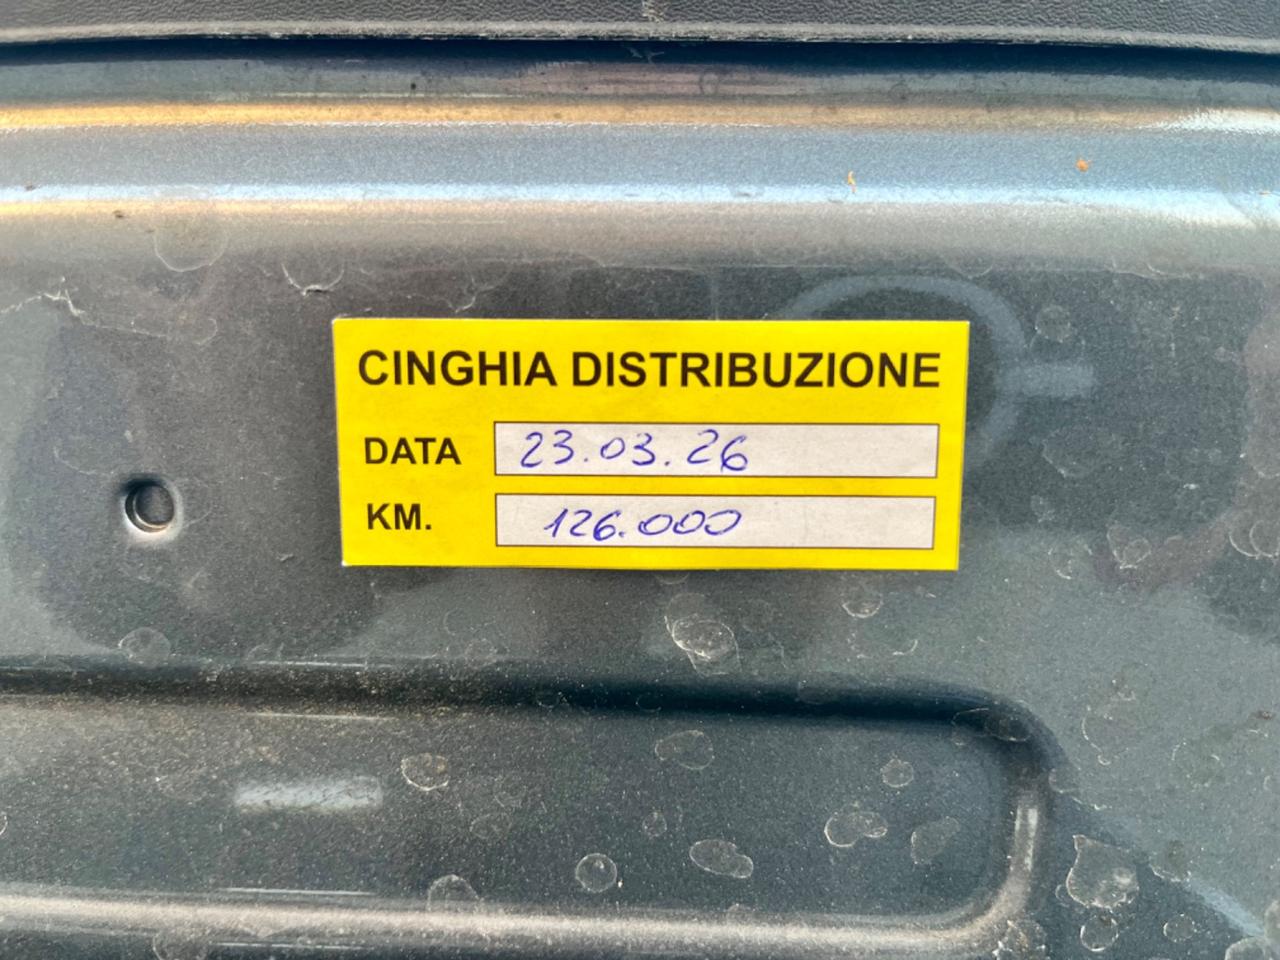 CINGHIA DISTRIBUZIONE
DATA 23.03.26
KM. 126.000